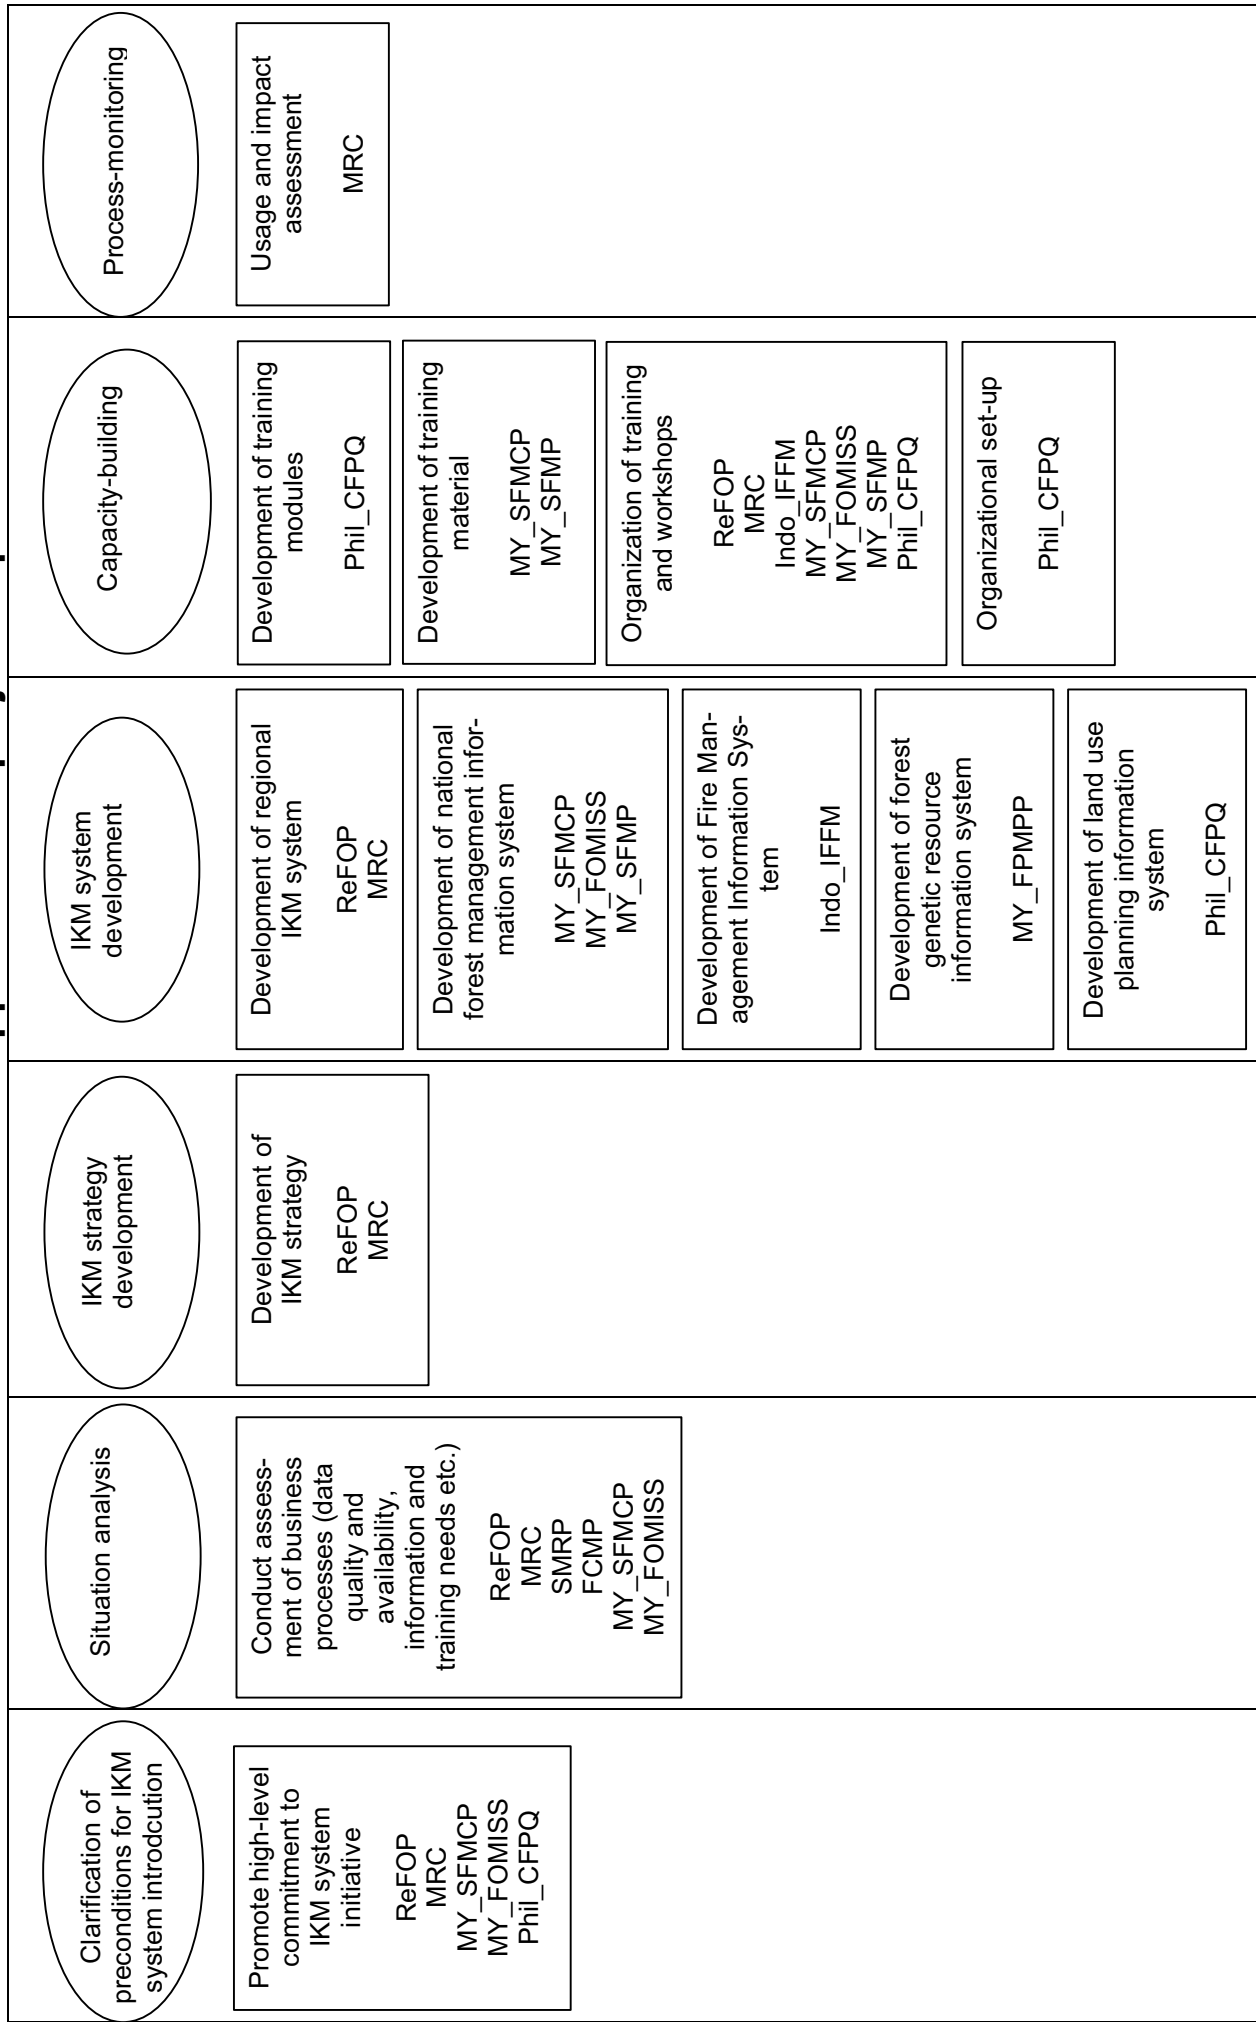 Clarification of
preconditions for IKM
system introdcution
Promote high-level
commitment to
IKM system
initiative
ReFOP
MRC
MY_SFMCP
MY_FOMISS
Phil_CFPQ
Situation analysis
Conduct assess-
ment of business
processes (data
quality and
availability,
information and
training needs etc.)
ReFOP
MRC
SMRP
FCMP
MY_SFMCP
MY_FOMISS
IKM strategy
development
Development of
IKM strategy
ReFOP
MRC
IKM system
development
Development of regional
IKM system
ReFOP
MRC
Development of national
forest management infor-
mation system
MY_SFMCP
MY_FOMISS
MY_SFMP
Development of Fire Man-
agement Information Sys-
tem
Indo_IFFM
Development of forest
genetic resource
information system
MY_FPMPP
Development of land use
planning information
system
Phil_CFPQ
Capacity-building
Development of training
modules
Phil_CFPQ
Development of training
material
MY_SFMCP
MY_SFMP
Organization of training
and workshops
ReFOP
MRC
Indo_IFFM
MY_SFMCP
MY_FOMISS
MY_SFMP
Phil_CFPQ
Organizational set-up
Phil_CFPQ
Process-monitoring
Usage and impact
assessment
MRC